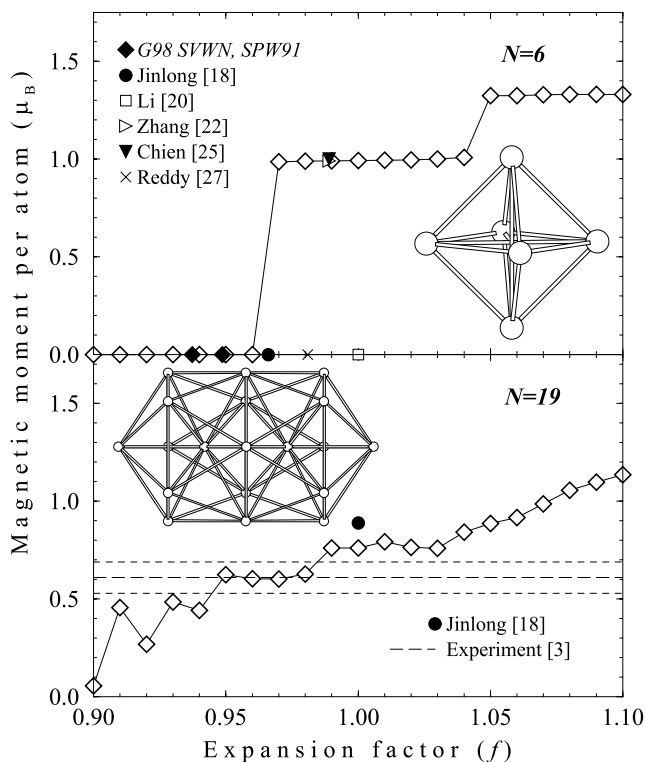 Magnetic moment per atom (μB)
1.5
1.0
0.5
0.0
G98 SVWN, SPW91
Jinlong [18]
Li [20]
Zhang [22]
Chien [25]
Reddy [27]
N=6
1.5
1.0
0.5
0.0
N=19
Jinlong [18]
Experiment [3]
0.90 0.95 1.00 1.05 1.10
Expansion factor (f)